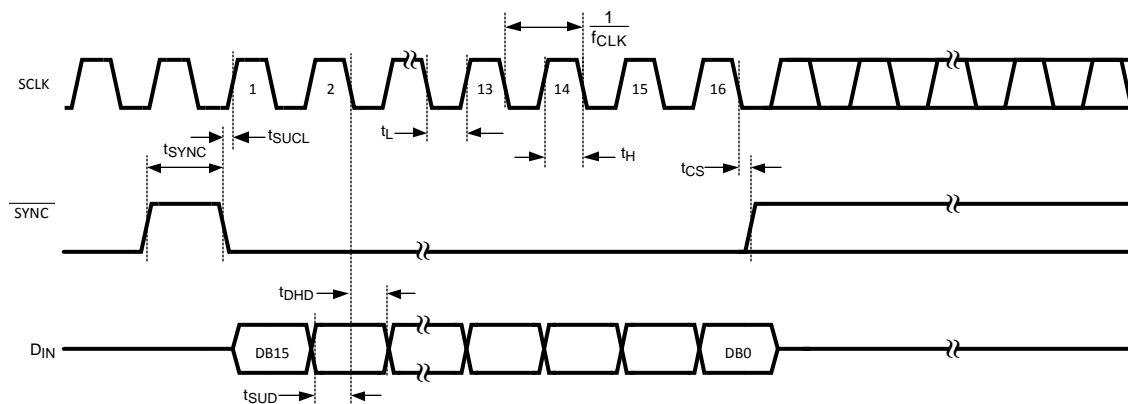 1
fCLK
SCLK
1 2 13 14 15 16
tSUCL
tL
tH
tSYNC
tCS
SYNC
tDHD
DIN
DB15 DB0
tSUD